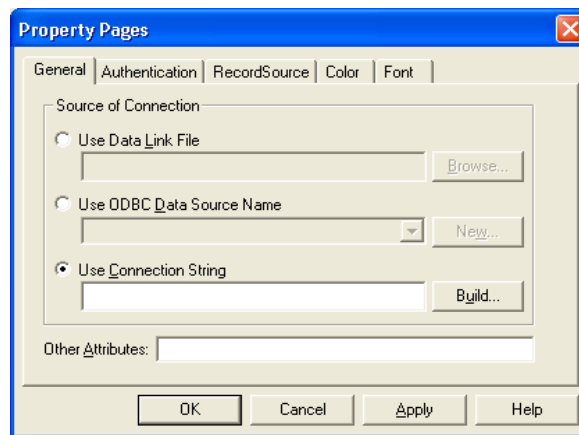 Property Pages
General Authentication RecordSource Color Font
Source of Connection
Use Data Link File
Browse...
Use ODBC Data Source Name
New...
Use Connection String
Build...
Other Attributes:
OK Cancel Apply Help